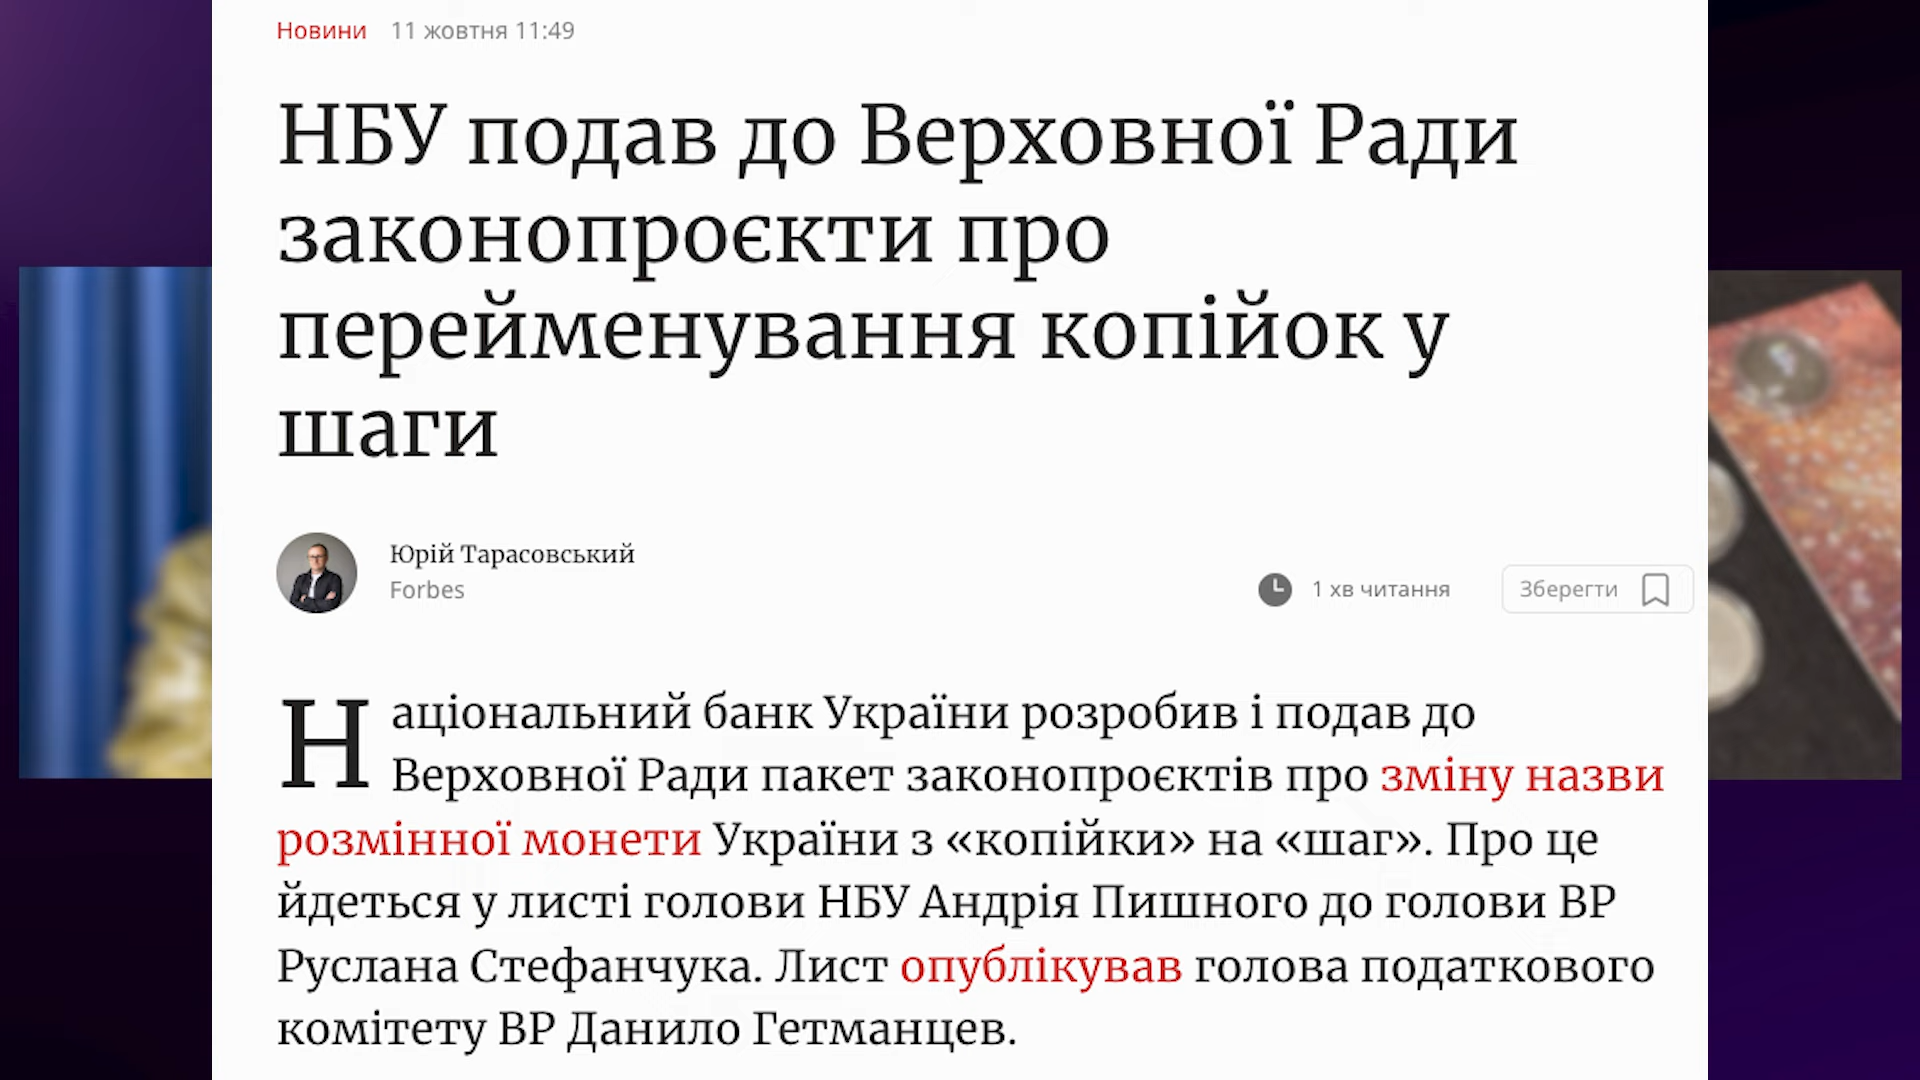 Новини 11 жовтня 11:49
НБУ подав до Верховної Ради
законопроєкти про
перейменування копійок у
шаги
Юрій Тарасовський
Forbes
1 хв читання
Зберегти
Національний банк України розробив і подав до
Верховної Ради пакет законопроєктів про зміну назви
розмінної монети України з «копійки» на «шаг». Про це
йдеться у листі голови НБУ Андрія Пишного до голови ВР
Руслана Стефанчука. Лист опублікував голова податкового
комітету ВР Данило Гетманцев.